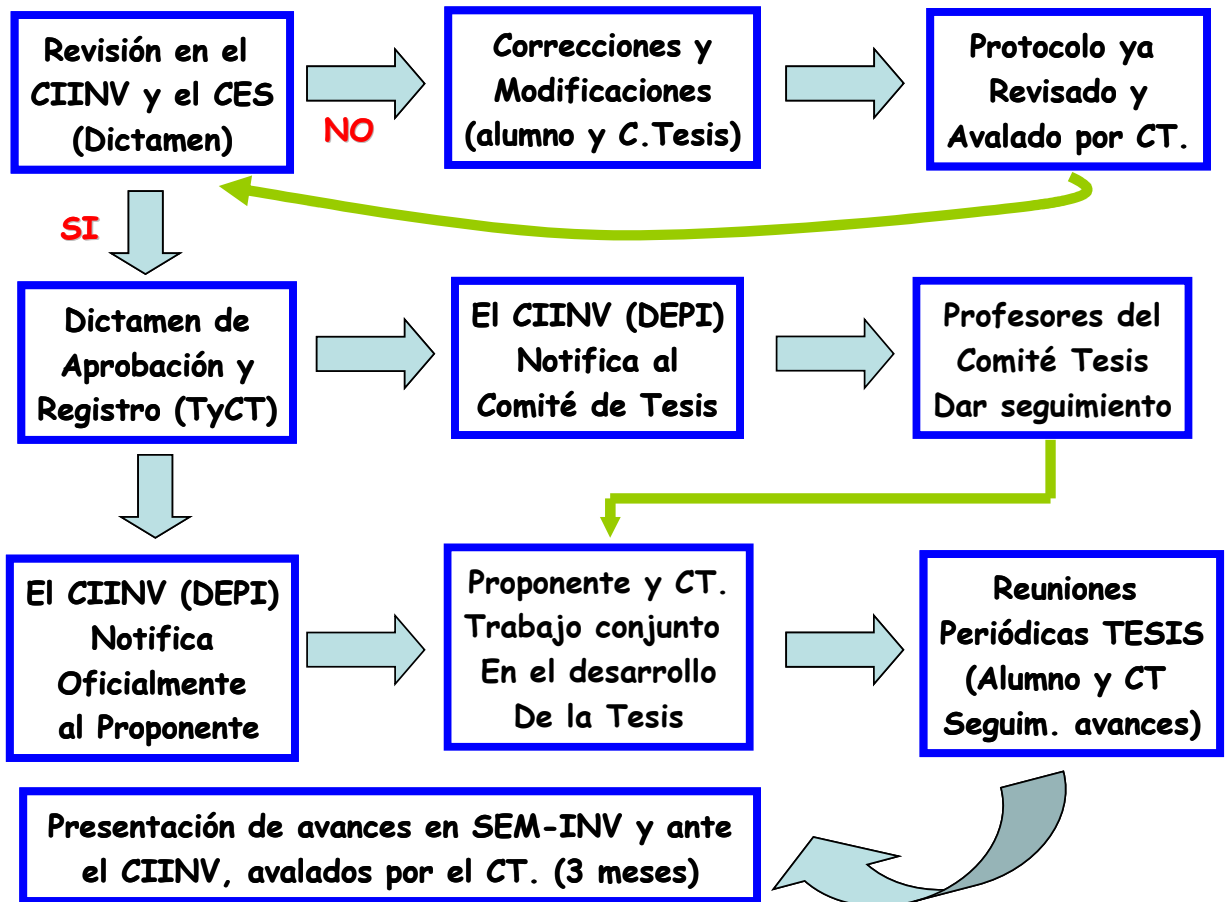 Revisión en el
CIINV y el CES
(Dictamen)
NO
Correcciones y
Modificaciones
(alumno y C.Tesis)
Protocolo ya
Revisado y
Avalado por CT.
SI
Dictamen de
Aprobación y
Registro (TyCT)
El CIINV (DEPI)
Notifica al
Comité de Tesis
Profesores del
Comité Tesis
Dar seguimiento
El CIINV (DEPI)
Notifica
Oficialmente
al Proponente
Proponente y CT.
Trabajo conjunto
En el desarrollo
De la Tesis
Reuniones
Periódicas TESIS
(Alumno y CT
Seguim. avances)
Presentación de avances en SEM-INV y ante
el CIINV, avalados por el CT. (3 meses)